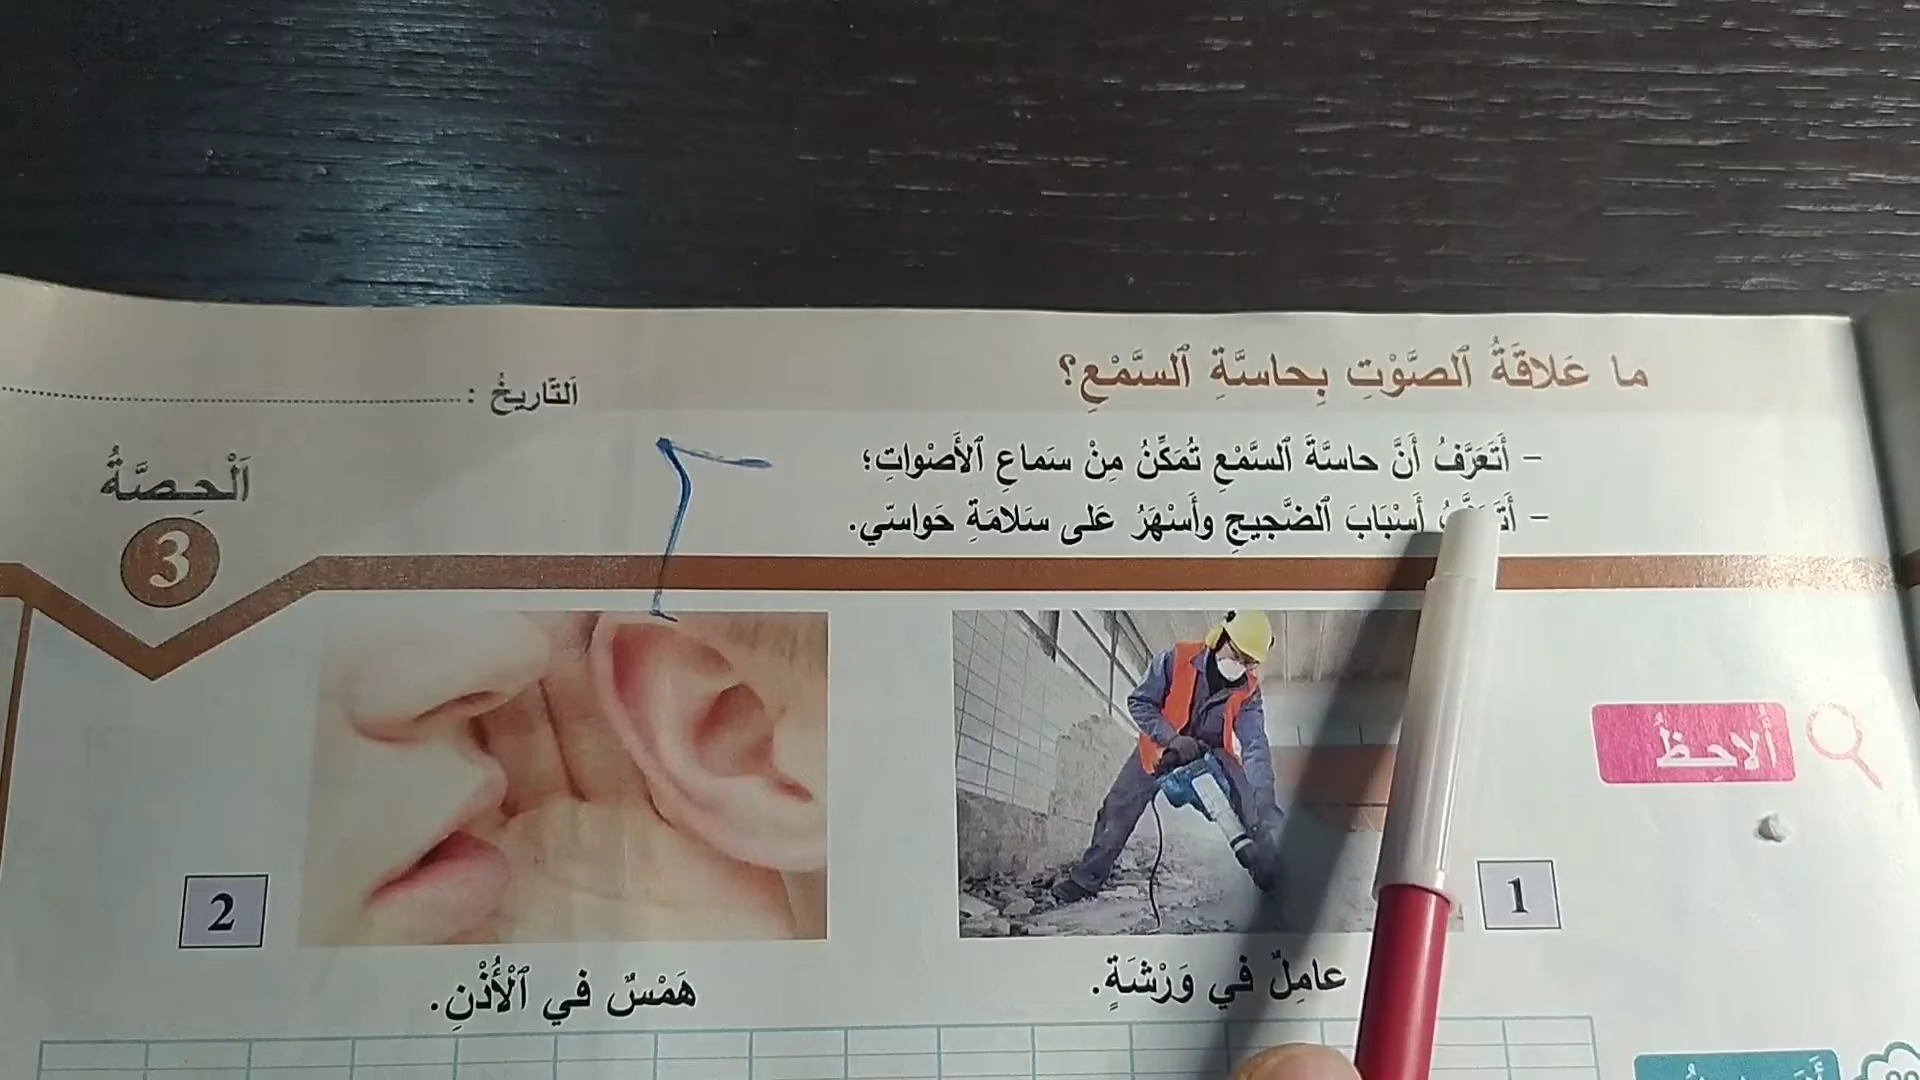 ما عَلاقَةُ ٱلصَّوْتِ بِحاسَّةِ ٱلسَّمْعِ؟
اَلتّاريخُ :
– أَتَعَرَّفُ أَنَّ حاسَّةَ ٱلسَّمْعِ تُمَكِّنُ مِنْ سَماعِ ٱلأَصْواتِ؛
– أَسْبَابَ ٱلضَّجيجِ وأَسْهَرُ عَلى سَلامَةِ حَواسّي.
اَلْحِصَّةُ
3
أُلاحِظُ
1
2
عامِلٌ في وَرْشَةٍ.
هَمْسٌ في ٱلْأُذْنِ.